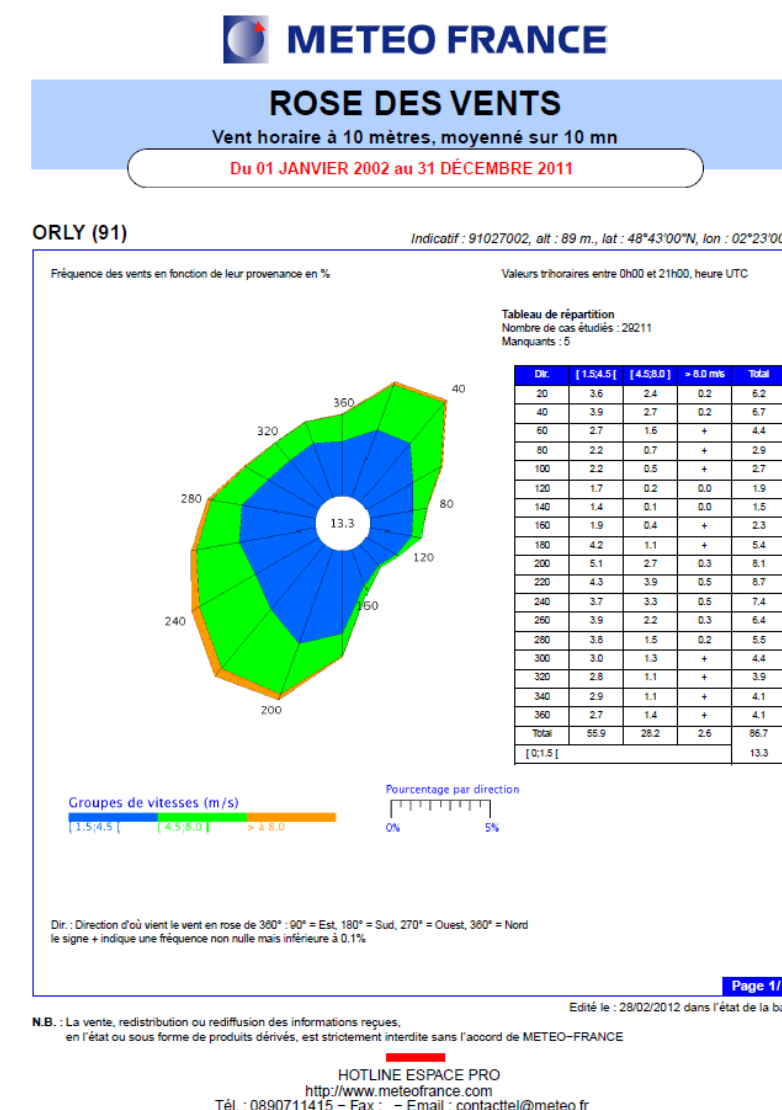 METEO FRANCE
ROSE DES VENTS
Vent horaire à 10 mètres, moyenné sur 10 mn
Du 01 JANVIER 2002 au 31 DÉCEMBRE 2011
ORLY (91)
Indicatif : 91027002, alt : 89 m., lat : 48°43'00"N, lon : 02°23'00
Fréquence des vents en fonction de leur provenance en %
Valeurs trihoraires entre 0h00 et 21h00, heure UTC
Tableau de répartition
Nombre de cas étudiés : 29211
Manquants : 5
360
40
320
280
80
13.3
120
160
240
200
Dir. [ 1.5;4.5 [ [ 4.5;8.0 ] > 8.0 m/s Total
20 3.6 2.4 0.2 6.2
40 3.9 2.7 0.2 6.7
60 2.7 1.6 + 4.4
80 2.2 0.7 + 2.9
100 2.2 0.5 + 2.7
120 1.7 0.2 0.0 1.9
140 1.4 0.1 0.0 1.5
160 1.9 0.4 + 2.3
180 4.2 1.1 + 5.4
200 5.1 2.7 0.3 8.1
220 4.3 3.9 0.5 8.7
240 3.7 3.3 0.5 7.4
260 3.9 2.2 0.3 6.4
280 3.8 1.5 0.2 5.5
300 3.0 1.3 + 4.4
320 2.8 1.1 + 3.9
340 2.9 1.1 + 4.1
360 2.7 1.4 + 4.1
Total 55.9 28.2 2.6 86.7
[ 0;1.5 [ 13.3
Groupes de vitesses (m/s)
[ 1.5;4.5 [ [ 4.5;8.0 ] > à 8.0
Pourcentage par direction
0% 5%
Dir. : Direction d'où vient le vent en rose de 360° : 90° = Est, 180° = Sud, 270° = Ouest, 360° = Nord
le signe + indique une fréquence non nulle mais inférieure à 0.1%
Page 1/
Edité le : 28/02/2012 dans l'état de la ba
N.B. : La vente, redistribution ou rediffusion des informations reçues,
en l'état ou sous forme de produits dérivés, est strictement interdite sans l'accord de METEO−FRANCE
HOTLINE ESPACE PRO
http://www.meteofrance.com
Tél. : 0890711415 − Fax : − Email : contacttel@meteo.fr